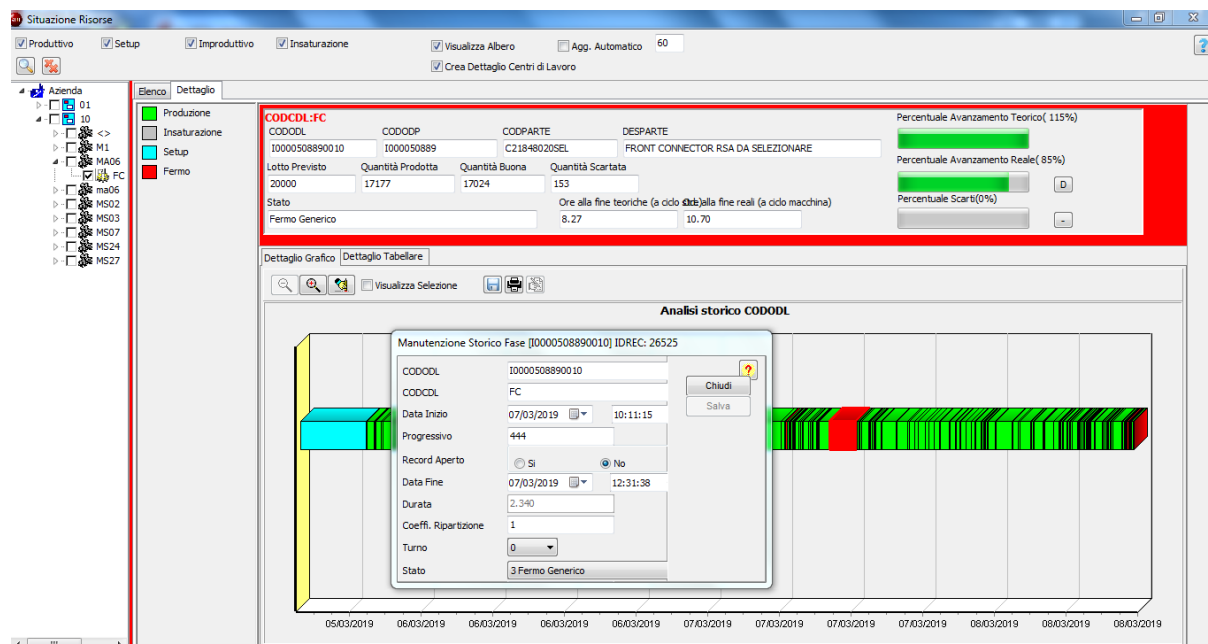 Situazione Risorse
Produttivo Setup Improduttivo Insaturazione Visualizza Albero Agg. Automatico 60
Crea Dettaglio Centri di Lavoro
Azienda
01
10
<>
M1
MA06
FC
ma06
MS02
MS03
MS07
MS24
MS27
Elenco Dettaglio
Produzione
Insaturazione
Setup
Fermo
CODCDL:FC
CODODL CODODP CODPARTE DESPARTE
I0000508890010 I000050889 C21848020SEL FRONT CONNECTOR RSA DA SELEZIONARE
Lotto Previsto Quantità Prodotta Quantità Buona Quantità Scartata
20000 17177 17024 153
Stato Ore alla fine teoriche (a ciclo alla fine reali (a ciclo macchina)
Fermo Generico 8.27 10.70
Percentuale Avanzamento Teorico( 115%)
Percentuale Avanzamento Reale( 85%)
D
Percentuale Scarti(0%)
-
Dettaglio Grafico Dettaglio Tabellare
Visualizza Selezione
Analisi storico CODODL
Manutenzione Storico Fase [I0000508890010] IDREC: 26525
CODODL I0000508890010 ?
CODCDL FC Chiudi
Data Inizio 07/03/2019 10:11:15 Salva
Progressivo 444
Record Aperto Si No
Data Fine 07/03/2019 12:31:38
Durata 2.340
Coeffi. Ripartizione 1
Turno 0
Stato 3 Fermo Generico
05/03/2019 06/03/2019 06/03/2019 06/03/2019 06/03/2019 07/03/2019 07/03/2019 07/03/2019 07/03/2019 08/03/2019 08/03/2019 08/03/2019